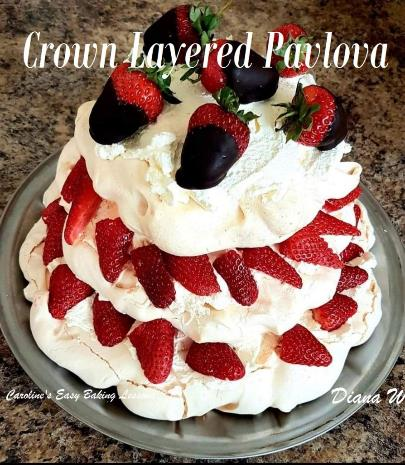 Crown Layered Pavlova
Caroline's Easy Baking Lessons
Diana W